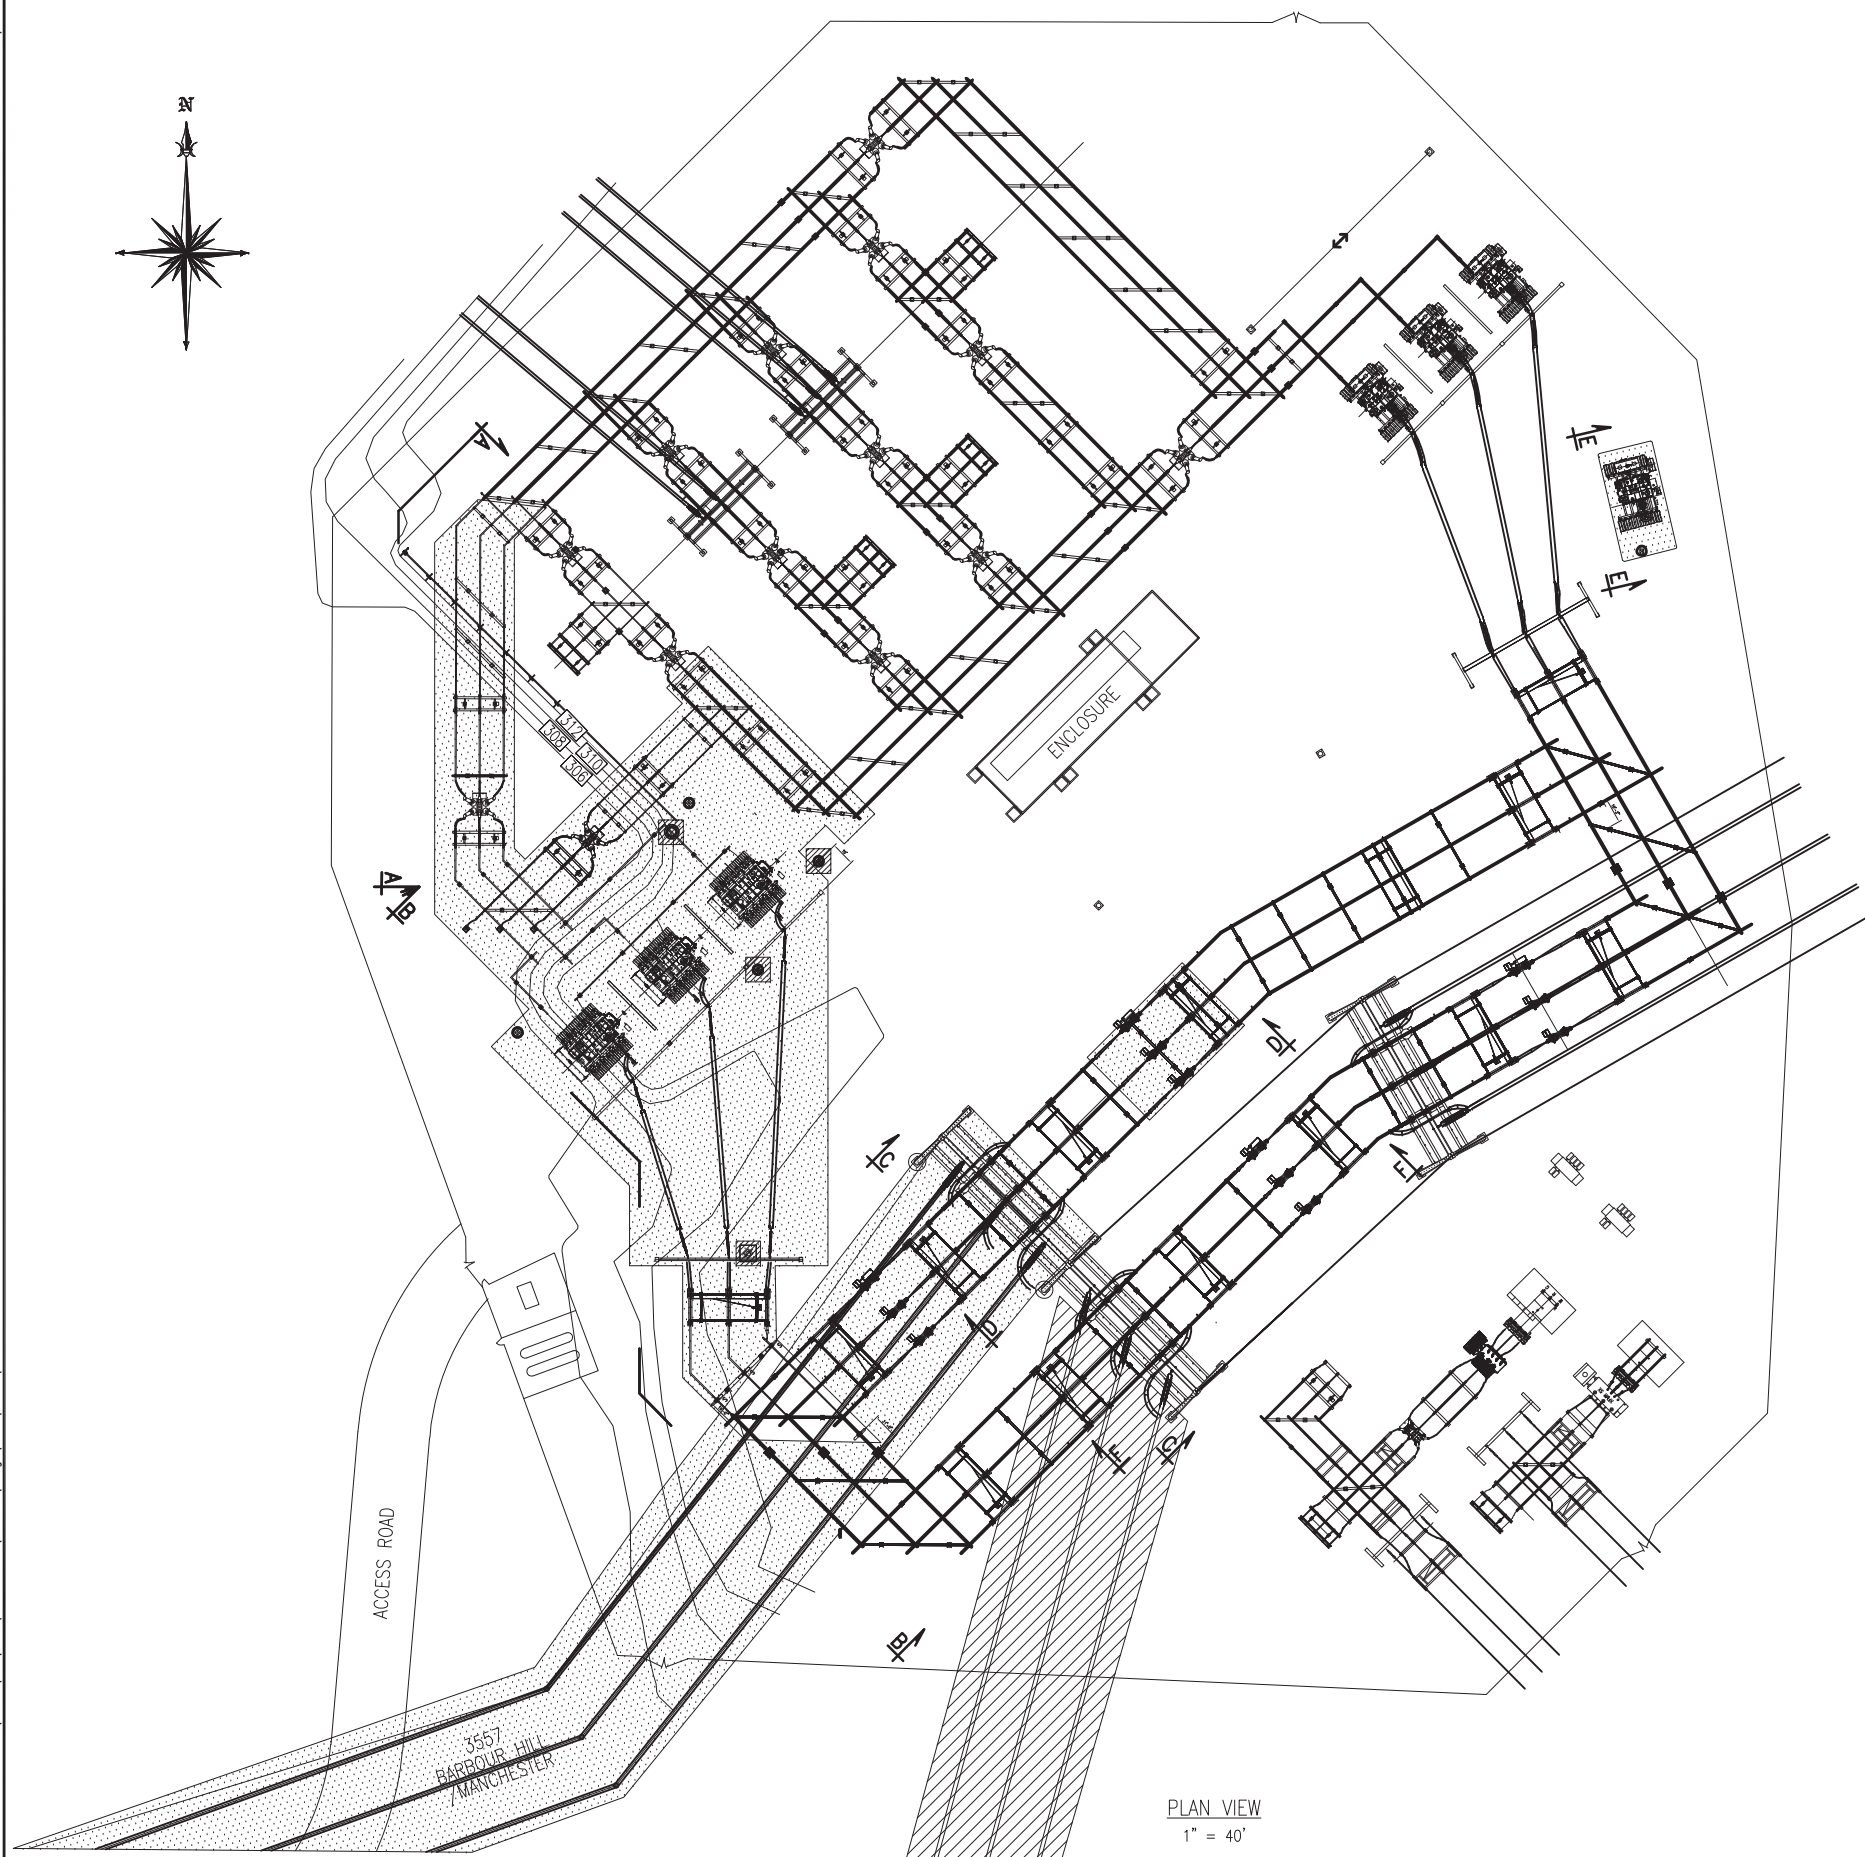 N
A
E
E
312
308
310
306
ENCLOSURE
A
B
D
C
F
D
F
C
B
ACCESS ROAD
3557
BARBOUR HILL
/MANCHESTER
PLAN VIEW
1" = 40'